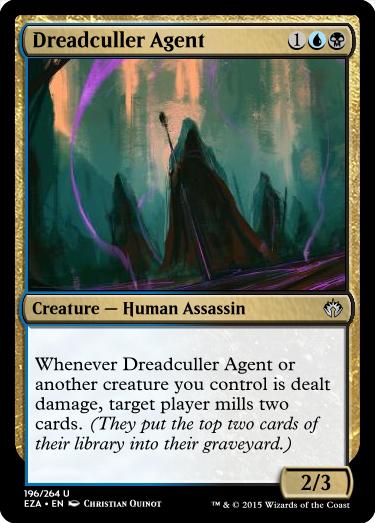 Dreadculler Agent 1
Creature — Human Assassin
Whenever Dreadculler Agent or
another creature you control is dealt
damage, target player mills two
cards. (They put the top two cards of
their library into their graveyard.)
2/3
196/264 U
EZA • EN Christian Quinot ™ & © 2015 Wizards of the Coast